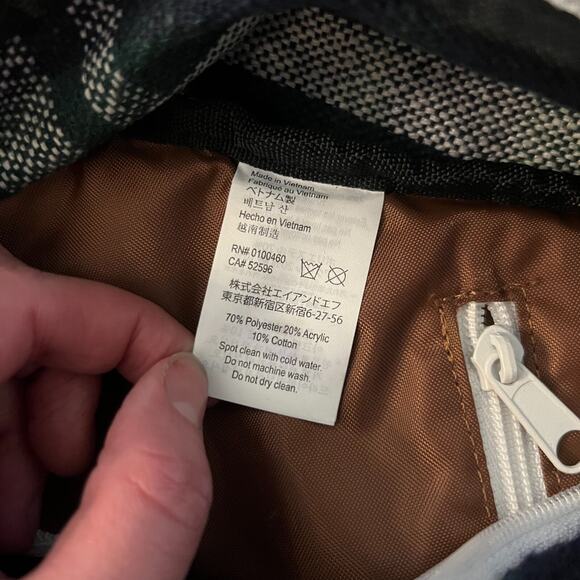 Made in Vietnam
Fabriqué au Vietnam
ベトナム製
베트남 산
Hecho en Vietnam
越南制造
RN# 0100460
CA# 52596
株式会社エイアンドエフ
東京都新宿区新宿6-27-56
70% Polyester 20% Acrylic
10% Cotton
Spot clean with cold water.
Do not machine wash.
Do not dry clean.